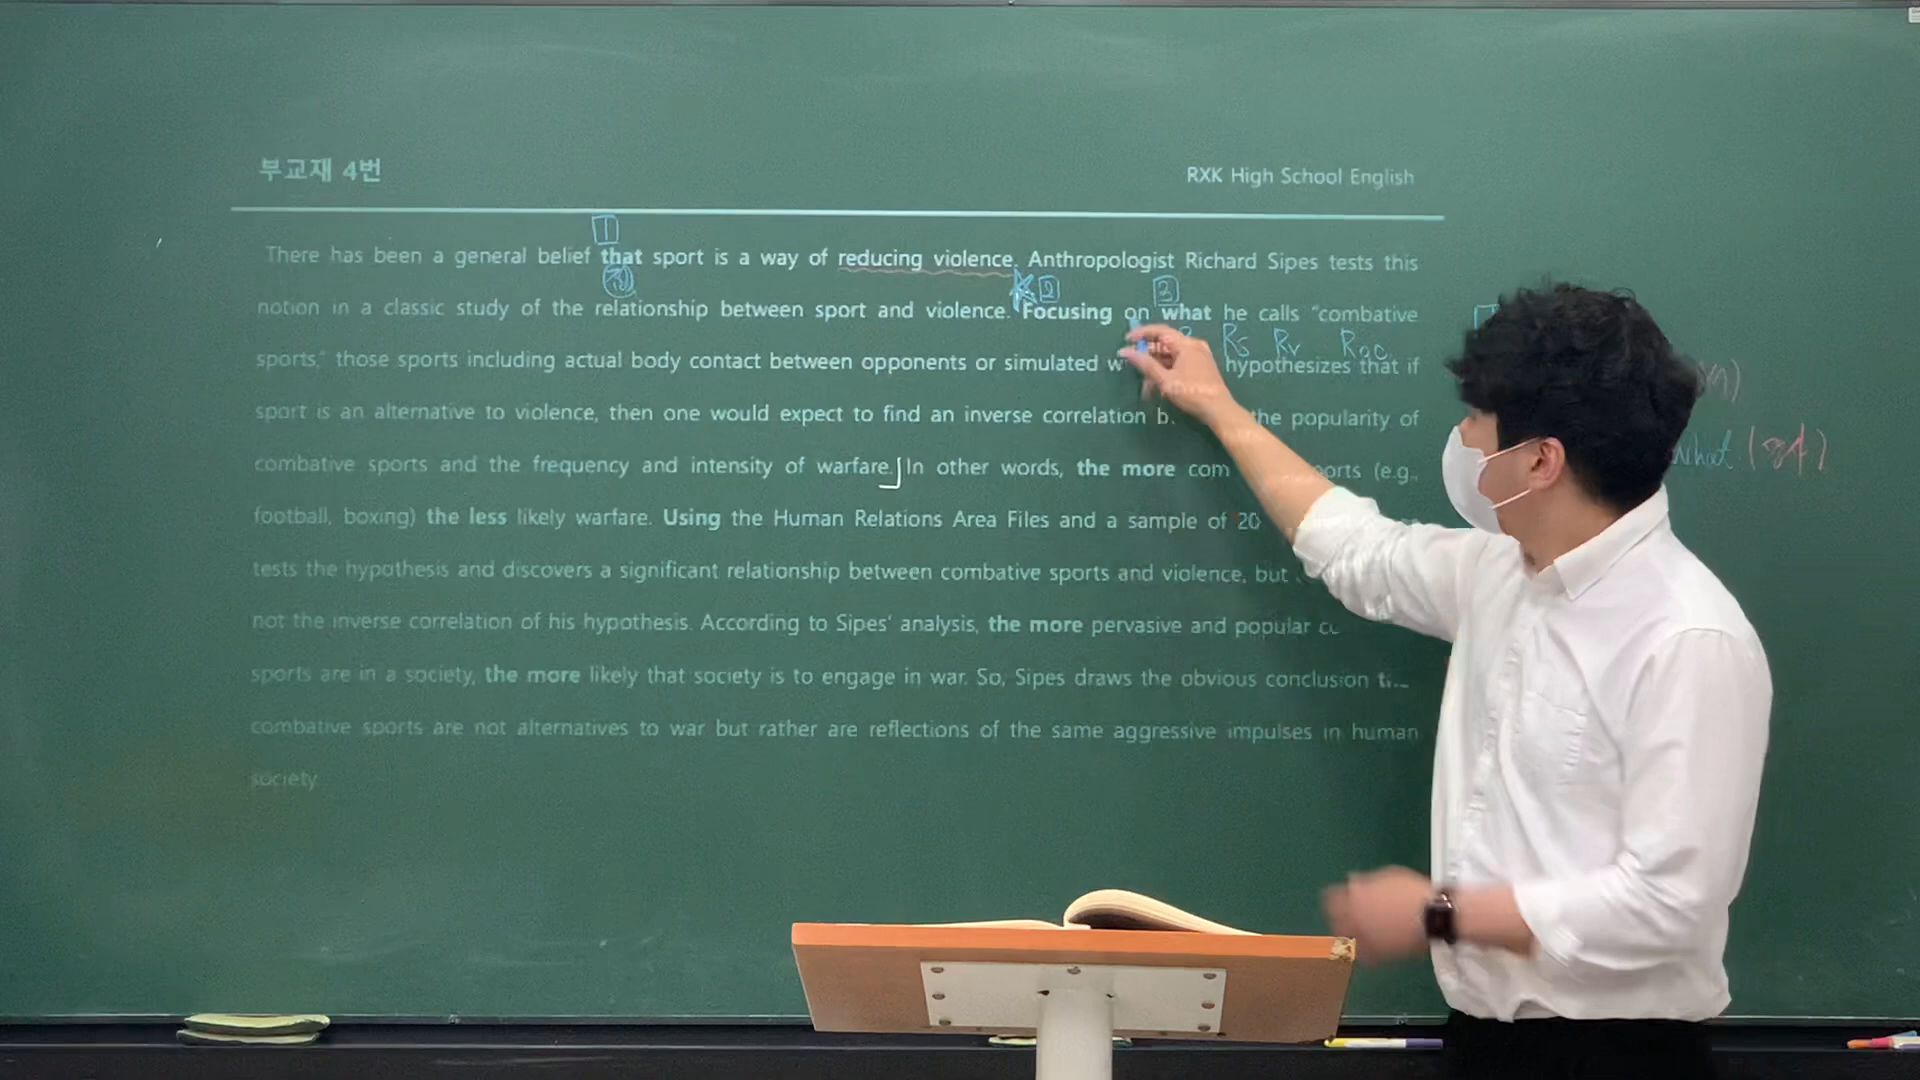 부교재 4번
RXK High School English
1
There has been a general belief that sport is a way of reducing violence. Anthropologist Richard Sipes tests this
2 3
notion in a classic study of the relationship between sport and violence. Focusing on what he calls "combative
Rs Rv Roc
sports," those sports including actual body contact between opponents or simulated hypothesizes that if
sport is an alternative to violence, then one would expect to find an inverse correlation the popularity of
what
combative sports and the frequency and intensity of warfare. In other words, the more (e.g.,
football, boxing) the less likely warfare. Using the Human Relations Area Files and a sample of 20
tests the hypothesis and discovers a significant relationship between combative sports and violence, but
not the inverse correlation of his hypothesis. According to Sipes' analysis, the more pervasive and popular
sports are in a society, the more likely that society is to engage in war. So, Sipes draws the obvious conclusion
combative sports are not alternatives to war but rather are reflections of the same aggressive impulses in human
society